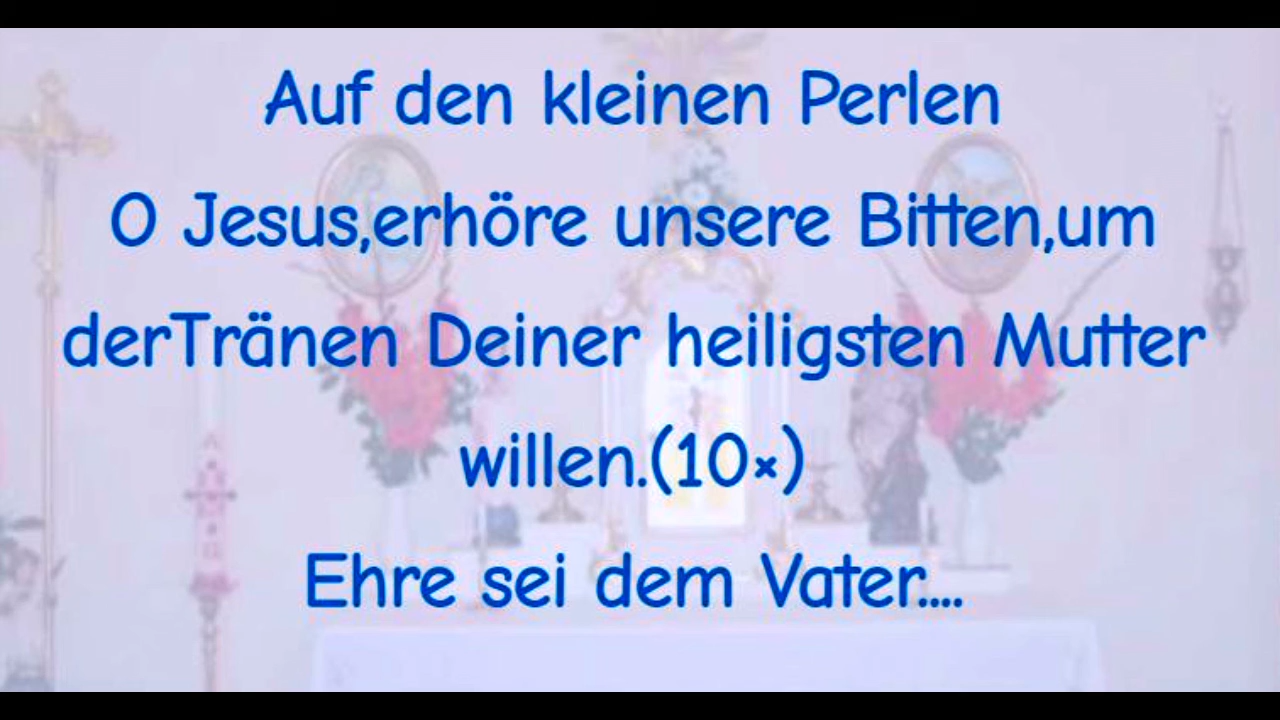 Auf den kleinen Perlen
O Jesus,erhöre unsere Bitten,um
derTränen Deiner heiligsten Mutter
willen.(10×)
Ehre sei dem Vater....